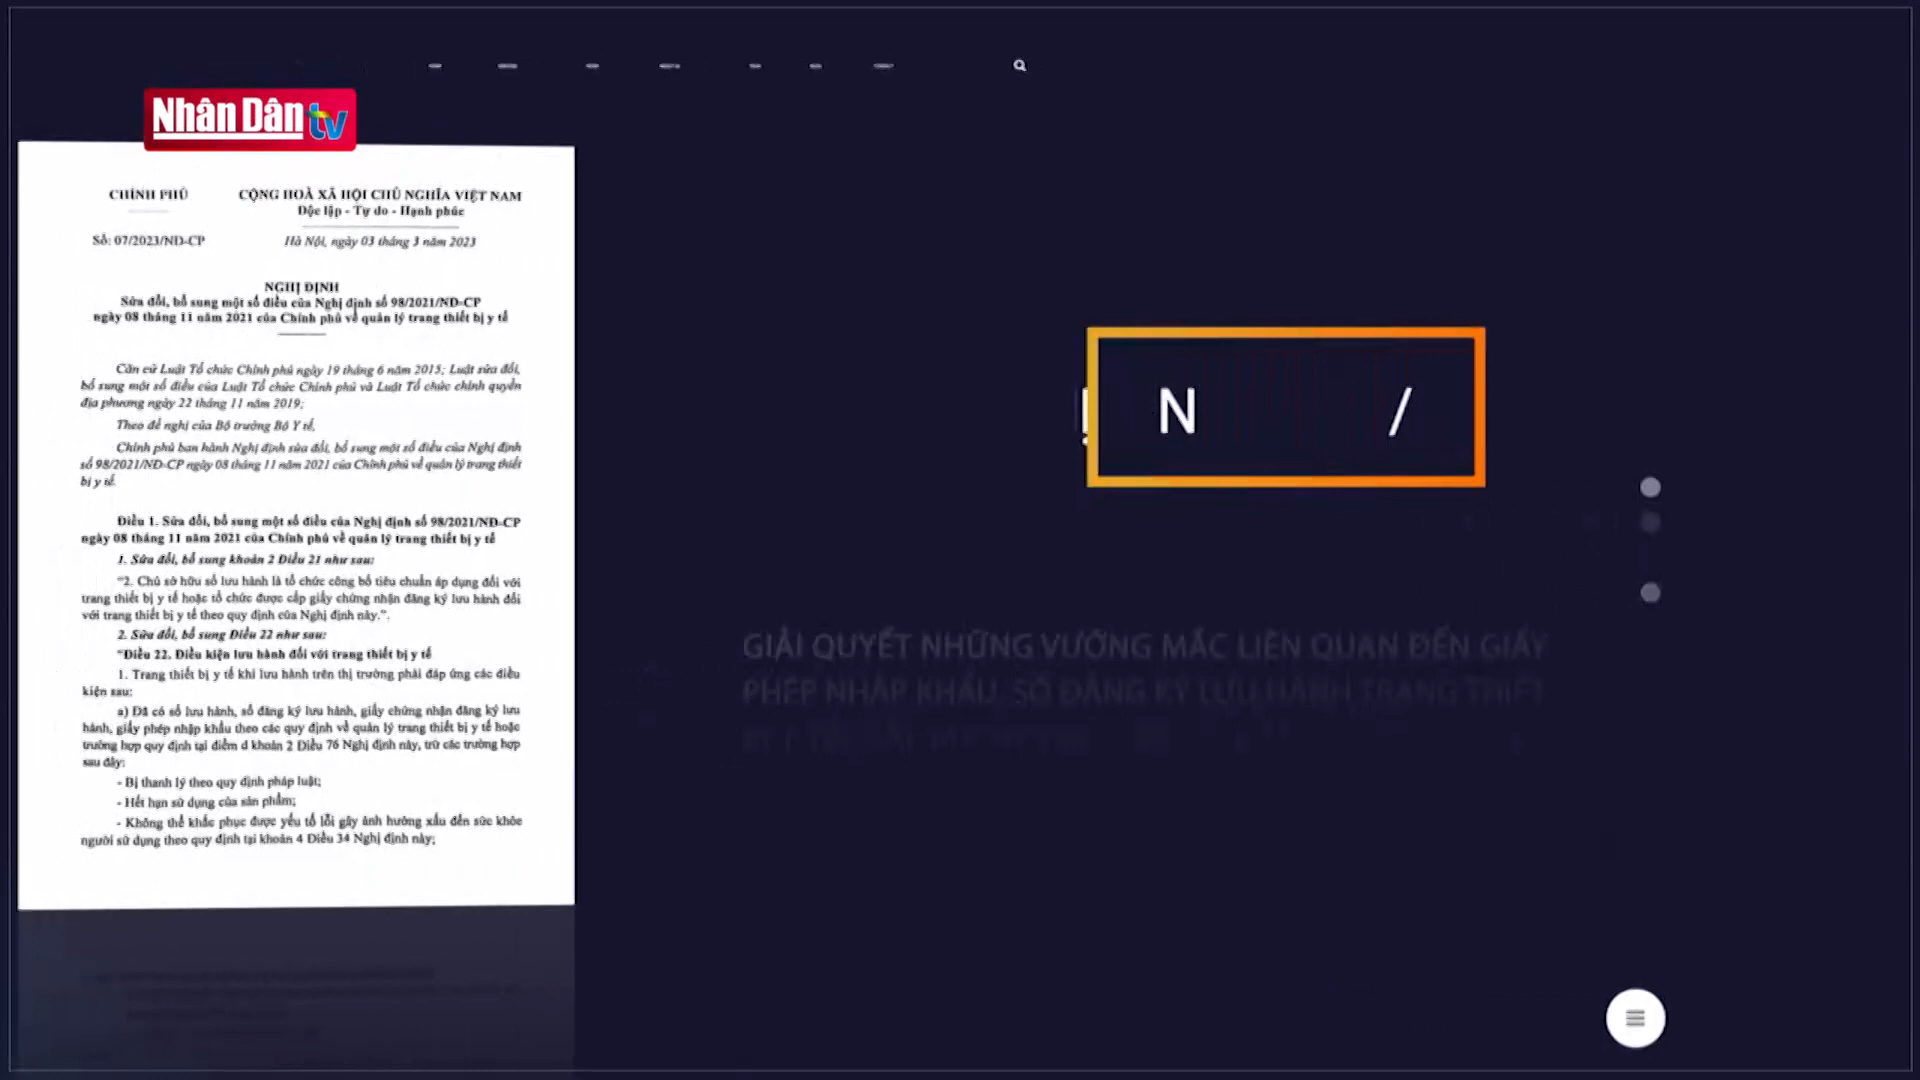 Nhân Dân tv
CHÍNH PHỦ
CỘNG HOÀ XÃ HỘI CHỦ NGHĨA VIỆT NAM
Độc lập - Tự do - Hạnh phúc
Số: 07/2023/NĐ-CP
Hà Nội, ngày 03 tháng 3 năm 2023
NGHỊ ĐỊNH
Sửa đổi, bổ sung một số điều của Nghị định số 98/2021/NĐ-CP
ngày 08 tháng 11 năm 2021 của Chính phủ về quản lý trang thiết bị y tế
Căn cứ Luật Tổ chức Chính phủ ngày 19 tháng 6 năm 2015; Luật sửa đổi,
bổ sung một số điều của Luật Tổ chức Chính phủ và Luật Tổ chức chính quyền
địa phương ngày 22 tháng 11 năm 2019;
Theo đề nghị của Bộ trưởng Bộ Y tế,
Chính phủ ban hành Nghị định sửa đổi, bổ sung một số điều của Nghị định
số 98/2021/NĐ-CP ngày 08 tháng 11 năm 2021 của Chính phủ về quản lý trang thiết
bị y tế.
Điều 1. Sửa đổi, bổ sung một số điều của Nghị định số 98/2021/NĐ-CP
ngày 08 tháng 11 năm 2021 của Chính phủ về quản lý trang thiết bị y tế
1. Sửa đổi, bổ sung khoản 2 Điều 21 như sau:
"2. Chủ sở hữu số lưu hành là tổ chức công bố tiêu chuẩn áp dụng đối với
trang thiết bị y tế hoặc tổ chức được cấp giấy chứng nhận đăng ký lưu hành đối
với trang thiết bị y tế theo quy định của Nghị định này.".
2. Sửa đổi, bổ sung Điều 22 như sau:
"Điều 22. Điều kiện lưu hành đối với trang thiết bị y tế
1. Trang thiết bị y tế khi lưu hành trên thị trường phải đáp ứng các điều
kiện sau:
a) Đã có số lưu hành, số đăng ký lưu hành, giấy chứng nhận đăng ký lưu
hành, giấy phép nhập khẩu theo các quy định về quản lý trang thiết bị y tế hoặc
trường hợp quy định tại điểm d khoản 2 Điều 76 Nghị định này, trừ các trường hợp
sau đây:
- Bị thanh lý theo quy định pháp luật;
- Hết hạn sử dụng của sản phẩm;
- Không thể khắc phục được yếu tố lỗi gây ảnh hưởng xấu đến sức khỏe
người sử dụng theo quy định tại khoản 4 Điều 34 Nghị định này;
N /
GIẢI QUYẾT NHỮNG VƯỚNG MẮC LIÊN QUAN ĐẾN GIẤY
PHÉP NHẬP KHẨU, SỐ ĐĂNG KÝ LƯU HÀNH TRANG THIẾT